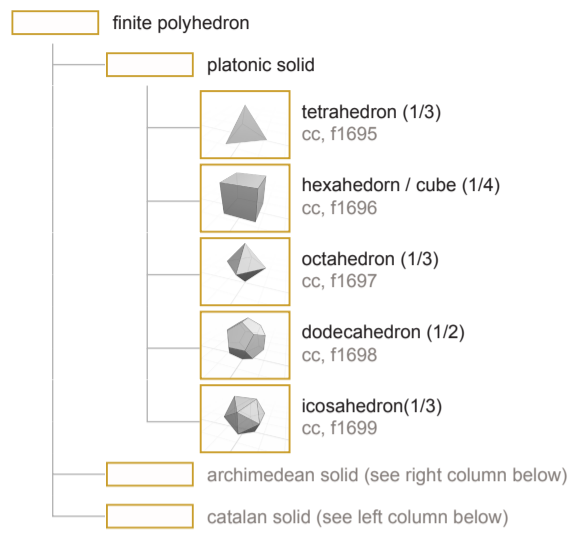 finite polyhedron
platonic solid
tetrahedron (1/3)
cc, f1695
hexahedorn / cube (1/4)
cc, f1696
octahedron (1/3)
cc, f1697
dodecahedron (1/2)
cc, f1698
icosahedron(1/3)
cc, f1699
archimedean solid (see right column below)
catalan solid (see left column below)